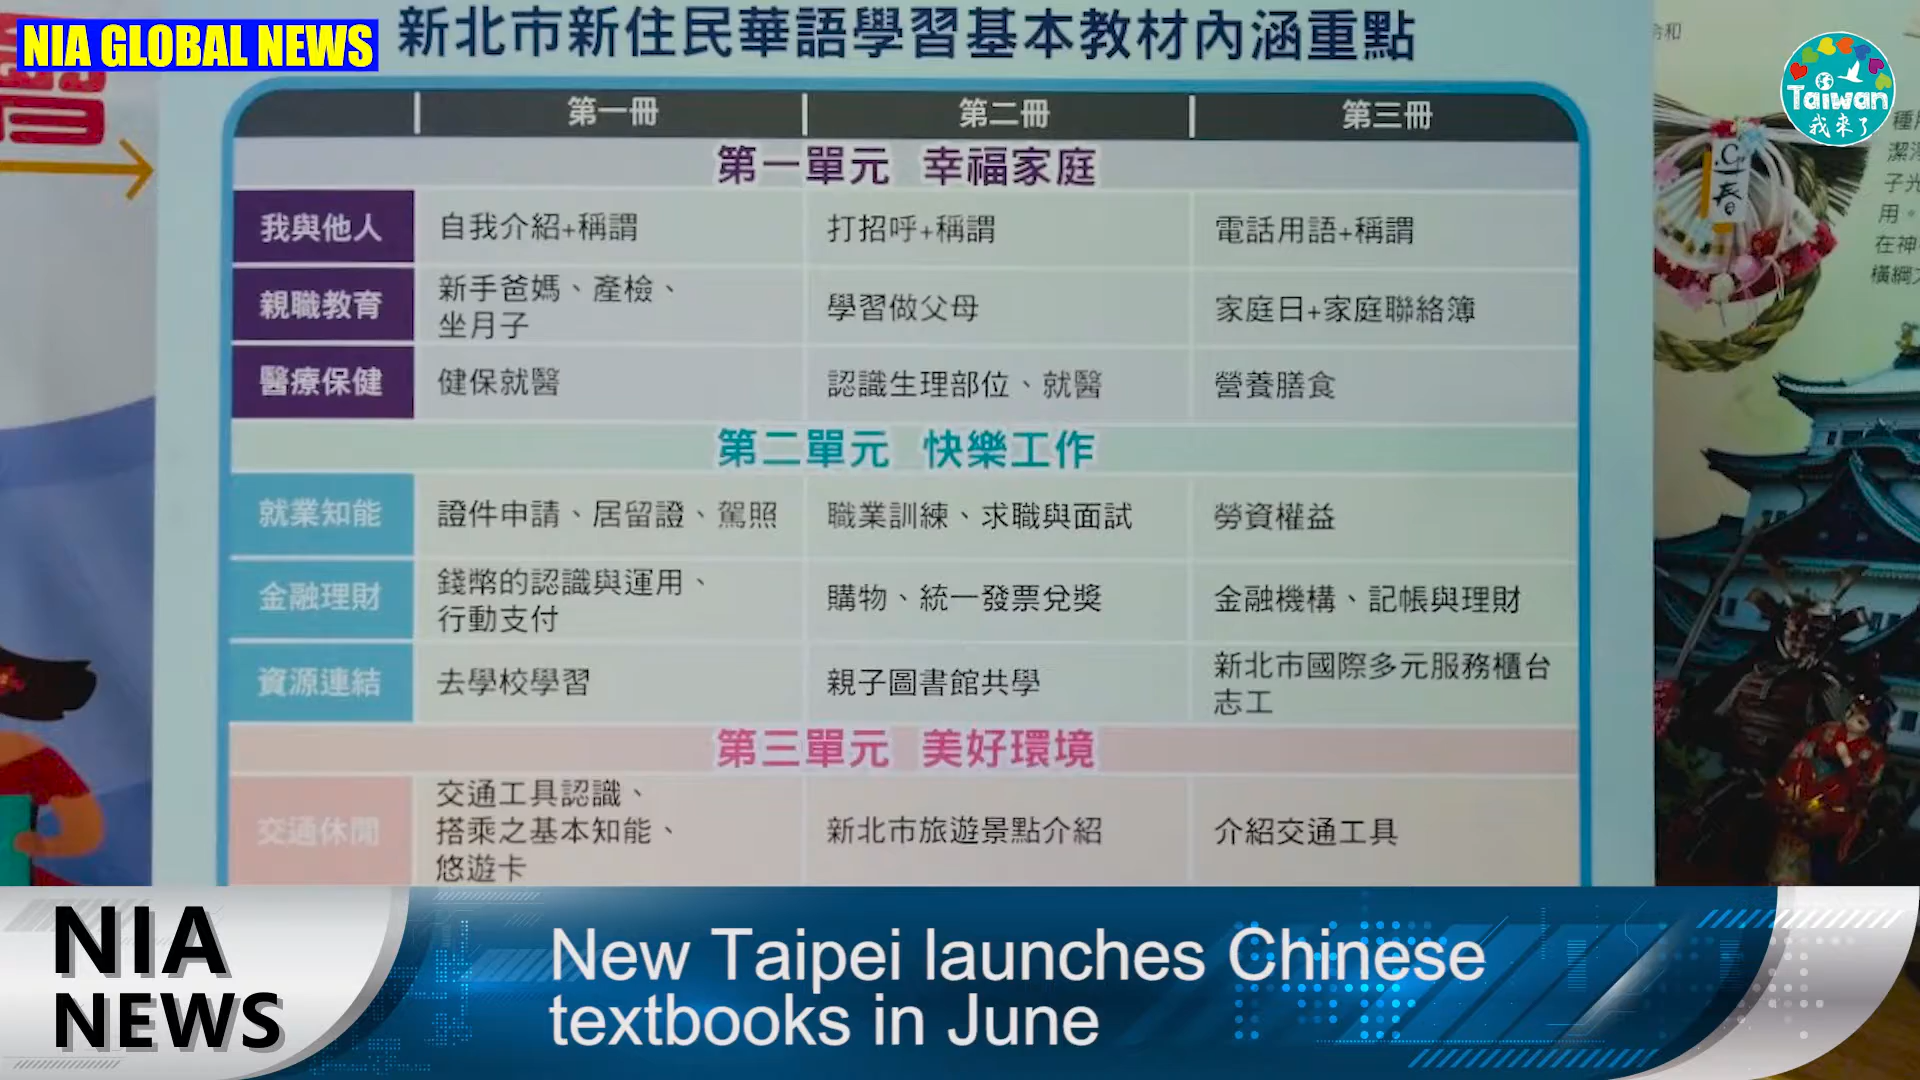 NIA GLOBAL NEWS
新北市新住民華語學習基本教材內涵重點
Taiwan
我來了
第一冊 第二冊 第三冊
第一單元 幸福家庭
我與他人 自我介紹+稱謂 打招呼+稱謂 電話用語+稱謂
親職教育 新手爸媽、產檢、
坐月子 學習做父母 家庭日+家庭聯絡簿
醫療保健 健保就醫 認識生理部位、就醫 營養膳食
第二單元 快樂工作
就業知能 證件申請、居留證、駕照 職業訓練、求職與面試 勞資權益
金融理財 錢幣的認識與運用、
行動支付 購物、統一發票兌獎 金融機構、記帳與理財
資源連結 去學校學習 親子圖書館共學 新北市國際多元服務櫃台
志工
第三單元 美好環境
交通休閒 交通工具認識、
搭乘之基本知能、
悠遊卡 新北市旅遊景點介紹 介紹交通工具
迎春
用。
在神
NIA
NEWS
New Taipei launches Chinese
textbooks in June